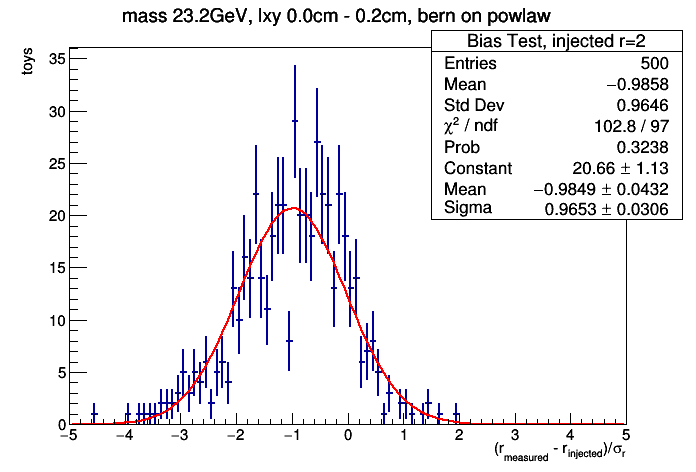 mass 23.2GeV, lxy 0.0cm - 0.2cm, bern on powlaw
Bias Test, injected r=2
Entries 500
Mean −0.9858
Std Dev 0.9646
χ² / ndf 102.8 / 97
Prob 0.3238
Constant 20.66 ± 1.13
Mean −0.9849 ± 0.0432
Sigma 0.9653 ± 0.0306
toys
35
30
25
20
15
10
5
0
−5 −4 −3 −2 −1 0 1 2 3 4 5
(r_measured - r_injected)/σ_r